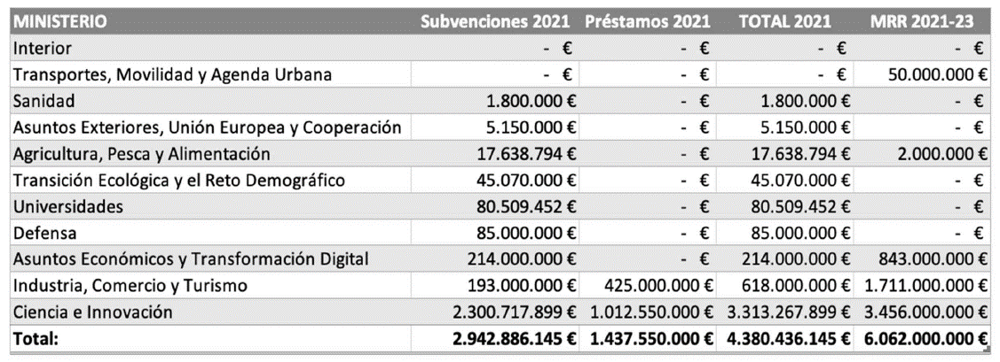 MINISTERIO Subvenciones 2021 Préstamos 2021 TOTAL 2021 MRR 2021-23
Interior - € - € - € - €
Transportes, Movilidad y Agenda Urbana - € - € - € 50.000.000 €
Sanidad 1.800.000 € - € 1.800.000 € - €
Asuntos Exteriores, Unión Europea y Cooperación 5.150.000 € - € 5.150.000 € - €
Agricultura, Pesca y Alimentación 17.638.794 € - € 17.638.794 € 2.000.000 €
Transición Ecológica y el Reto Demográfico 45.070.000 € - € 45.070.000 € - €
Universidades 80.509.452 € - € 80.509.452 € - €
Defensa 85.000.000 € - € 85.000.000 € - €
Asuntos Económicos y Transformación Digital 214.000.000 € - € 214.000.000 € 843.000.000 €
Industria, Comercio y Turismo 193.000.000 € 425.000.000 € 618.000.000 € 1.711.000.000 €
Ciencia e Innovación 2.300.717.899 € 1.012.550.000 € 3.313.267.899 € 3.456.000.000 €
Total: 2.942.886.145 € 1.437.550.000 € 4.380.436.145 € 6.062.000.000 €